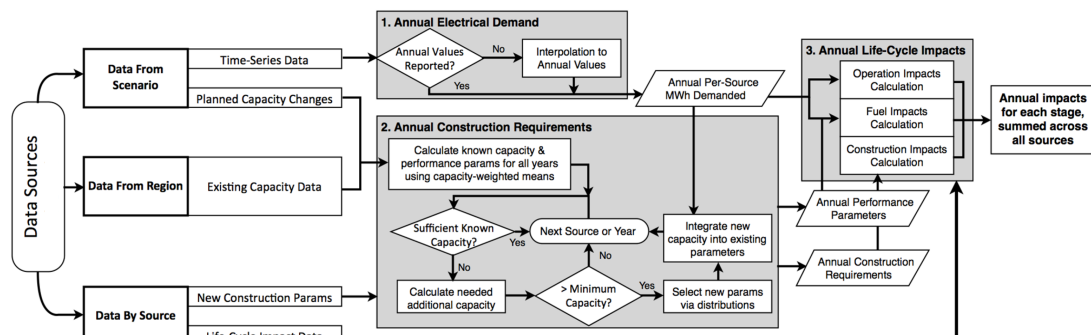 Data Sources
Data From
Scenario
Time-Series Data
Planned Capacity Changes
Data From Region
Existing Capacity Data
Data By Source
New Construction Params
Life-Cycle Impact Data
1. Annual Electrical Demand
Annual Values
Reported?
No
Yes
Interpolation to
Annual Values
Annual Per-Source
MWh Demanded
2. Annual Construction Requirements
Calculate known capacity &
performance params for all years
using capacity-weighted means
Sufficient Known
Capacity?
Yes
No
Next Source or Year
Calculate needed
additional capacity
> Minimum
Capacity?
No
Yes
Select new params
via distributions
Integrate new
capacity into existing
parameters
3. Annual Life-Cycle Impacts
Operation Impacts
Calculation
Fuel Impacts
Calculation
Construction Impacts
Calculation
Annual Performance
Parameters
Annual Construction
Requirements
Annual impacts
for each stage,
summed across
all sources